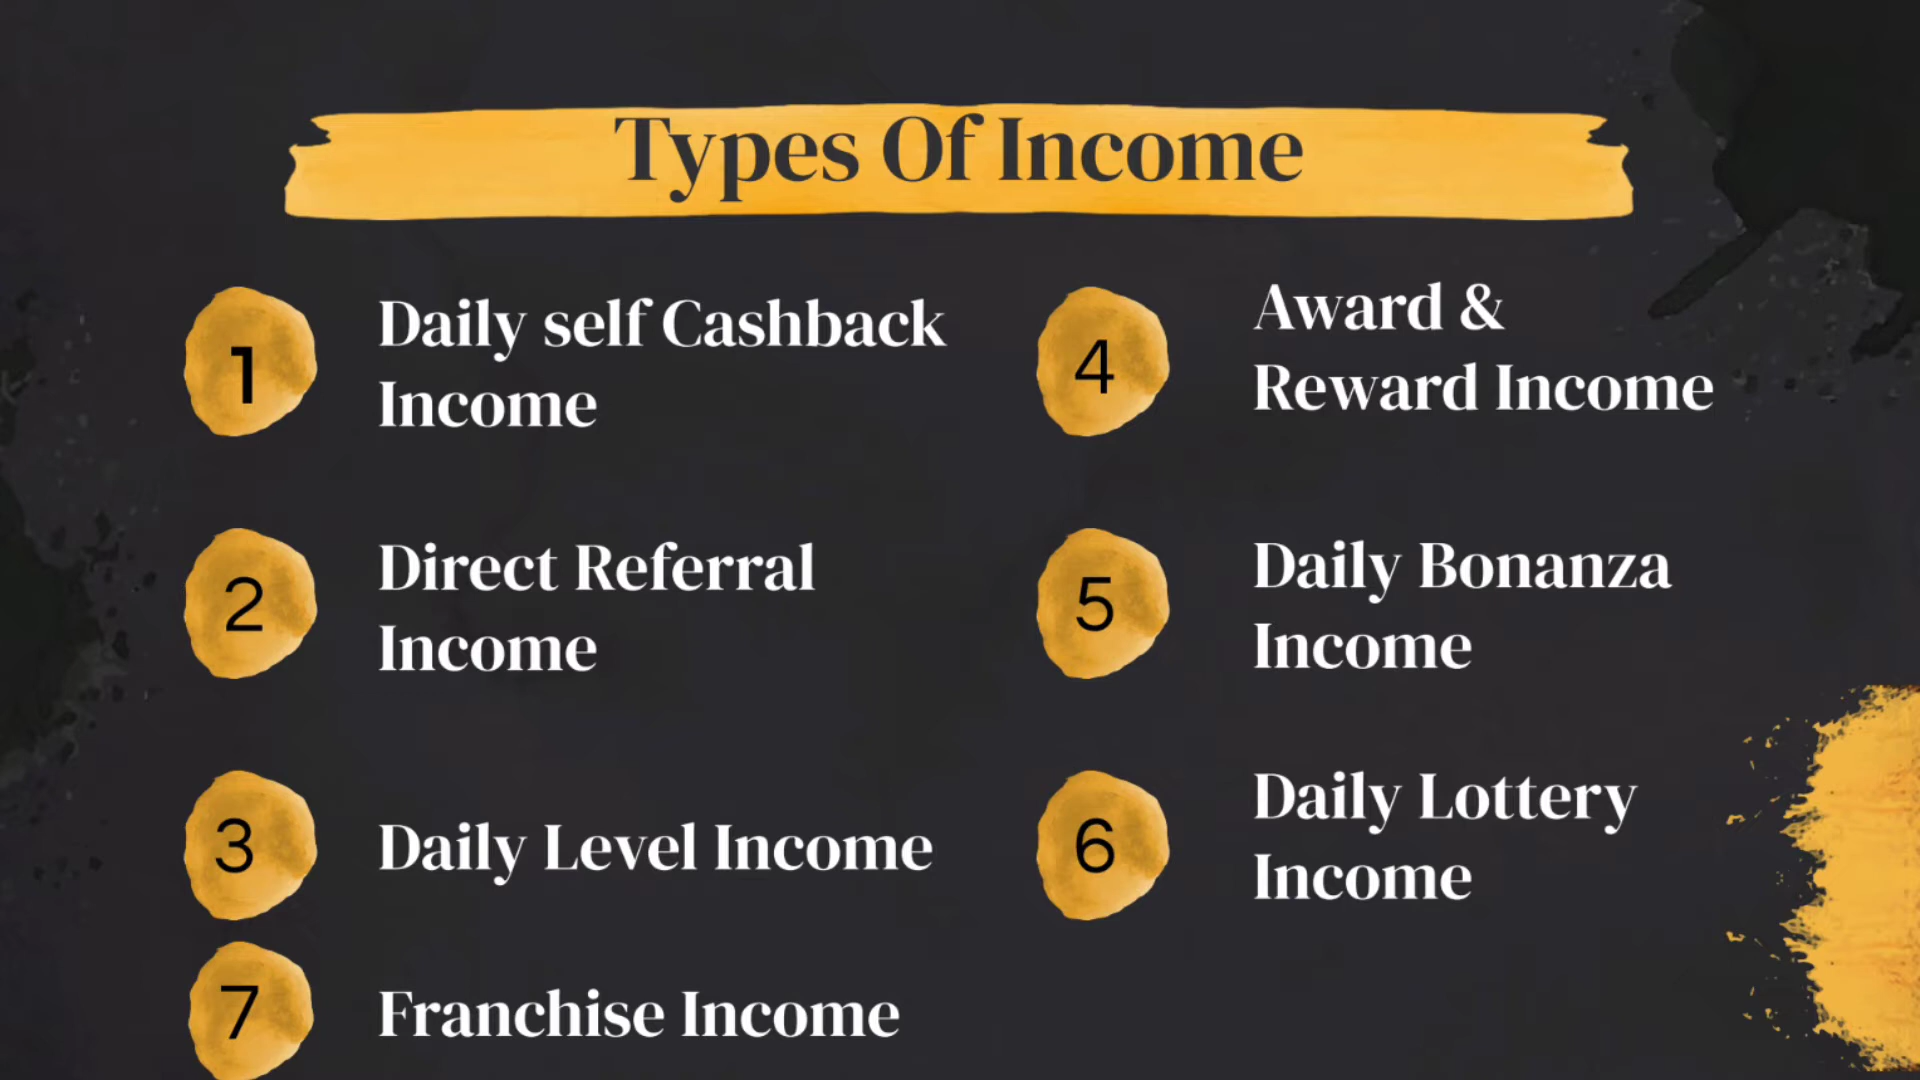 Types Of Income
1
Daily self Cashback
Income
2
Direct Referral
Income
3
Daily Level Income
7
Franchise Income
4
Award &
Reward Income
5
Daily Bonanza
Income
6
Daily Lottery
Income